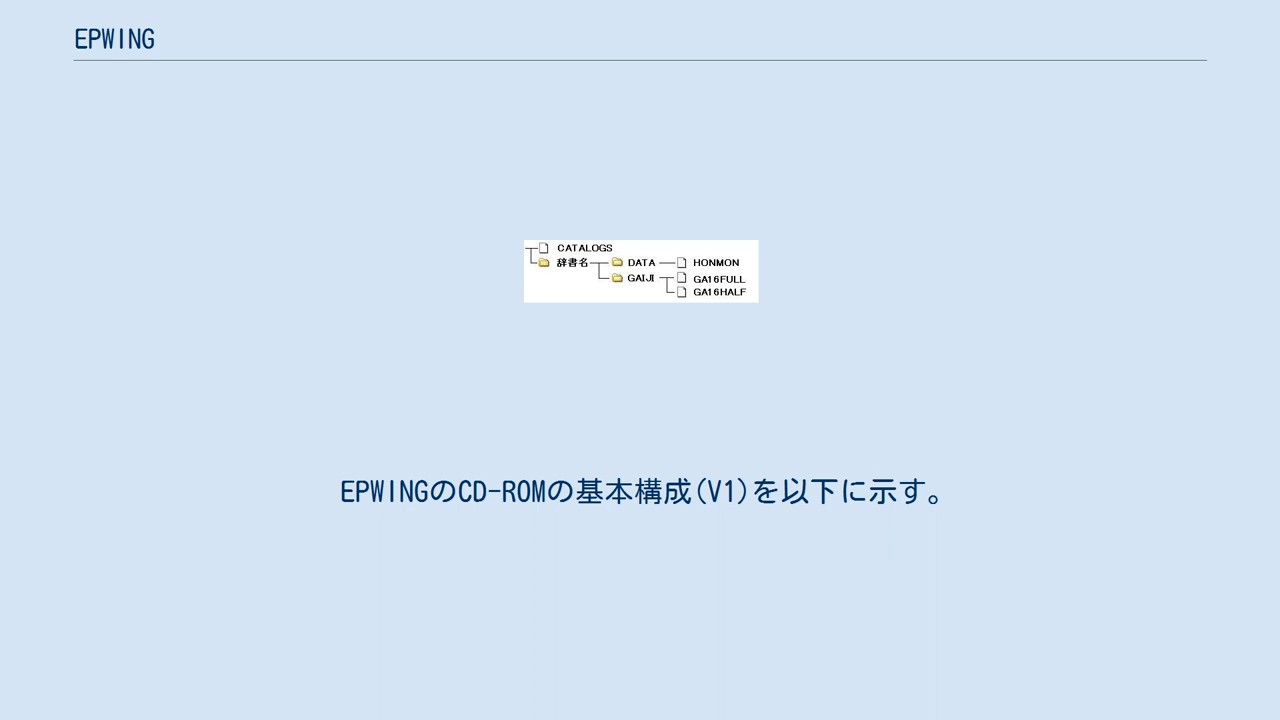 EPWING
CATALOGS
辞書名 DATA HONMON
GAIJI GA16FULL
GA16HALF
EPWINGのCD-ROMの基本構成(V1)を以下に示す。